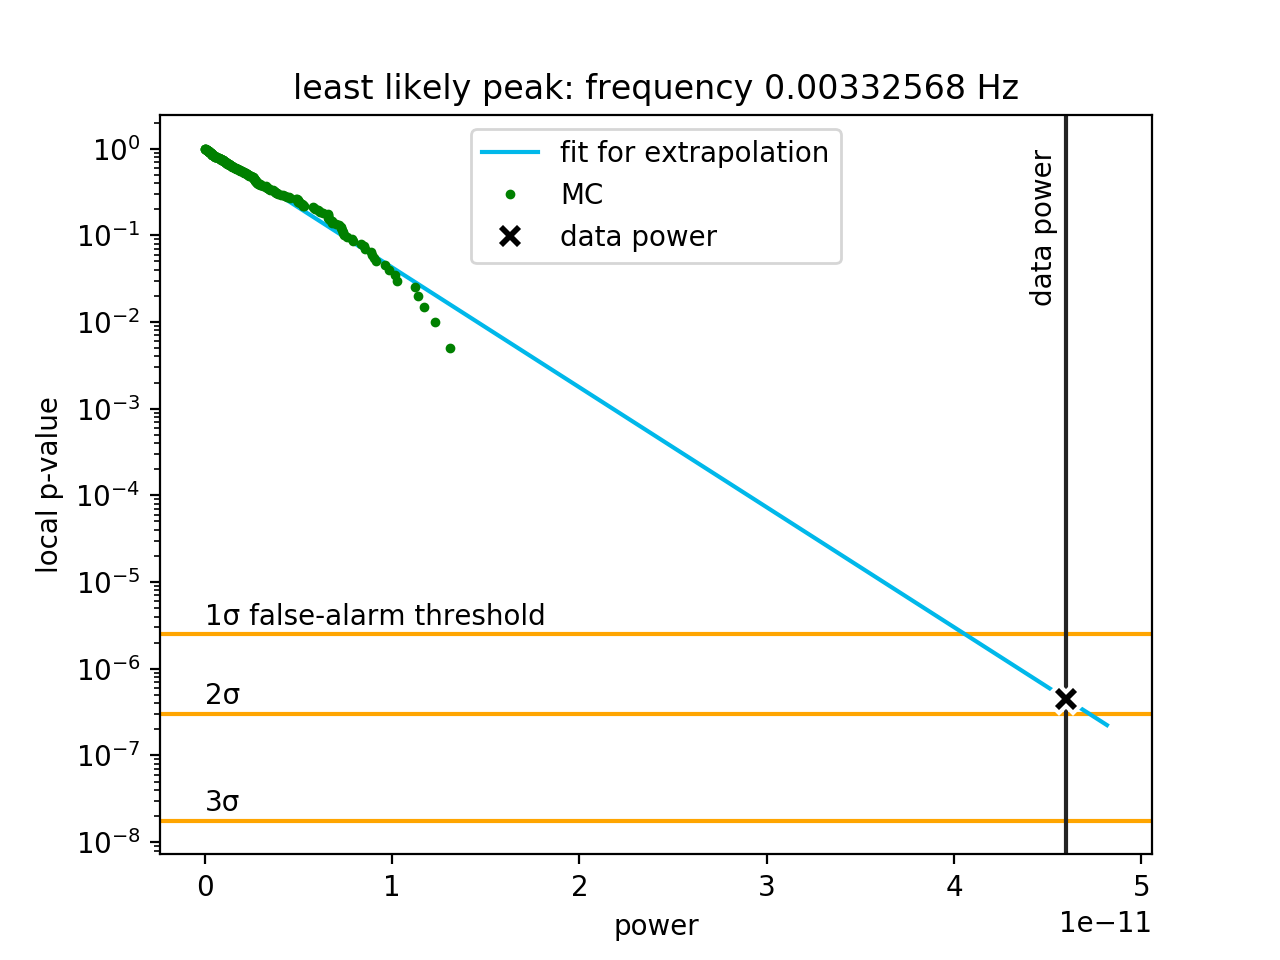 least likely peak: frequency 0.00332568 Hz
fit for extrapolation
MC
data power
data power
local p-value
10⁰
10⁻¹
10⁻²
10⁻³
10⁻⁴
10⁻⁵
10⁻⁶
10⁻⁷
10⁻⁸
1σ false-alarm threshold
2σ
3σ
0 1 2 3 4 5
1e−11
power